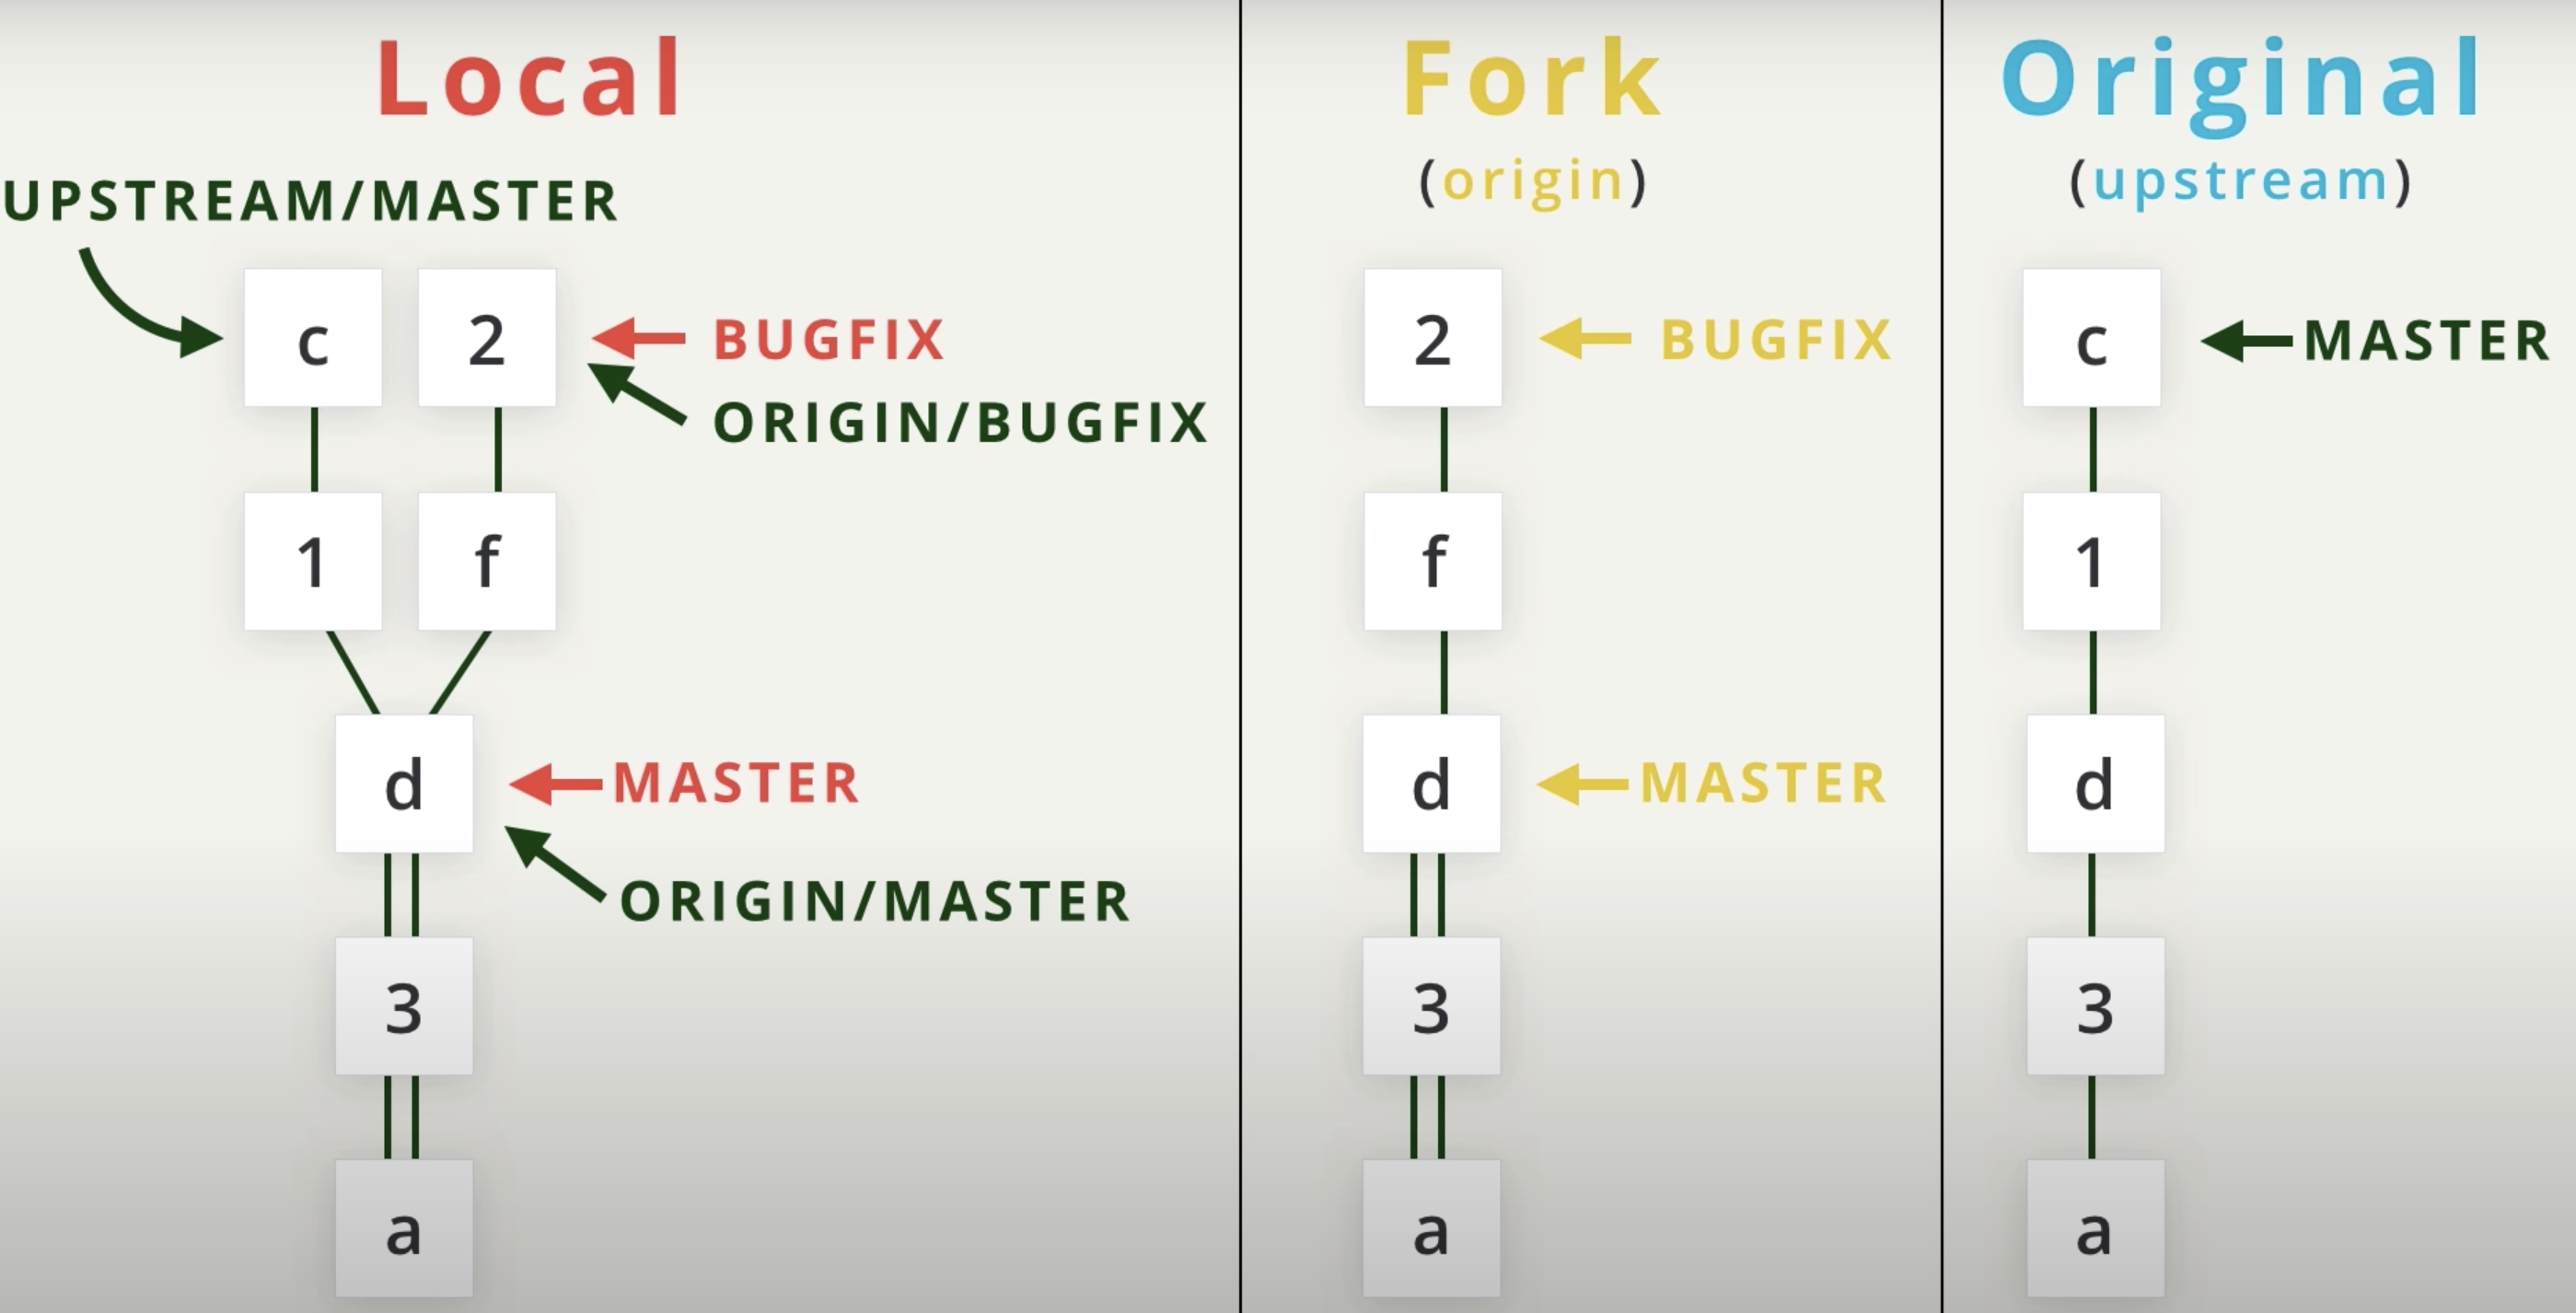 Local
UPSTREAM/MASTER
c 2
BUGFIX
ORIGIN/BUGFIX
1 f
d
MASTER
ORIGIN/MASTER
3
a
Fork
(origin)
2
BUGFIX
f
d
MASTER
3
a
Original
(upstream)
c
MASTER
1
d
3
a